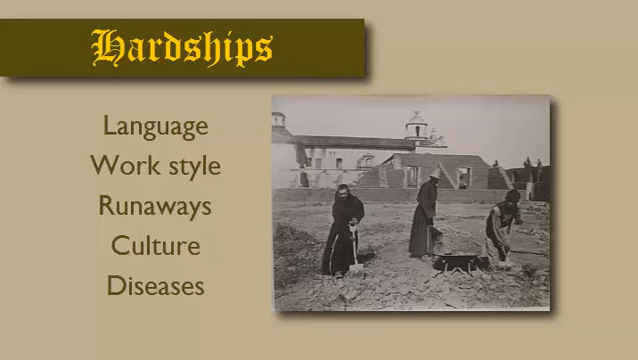 Hardships
Language
Work style
Runaways
Culture
Diseases